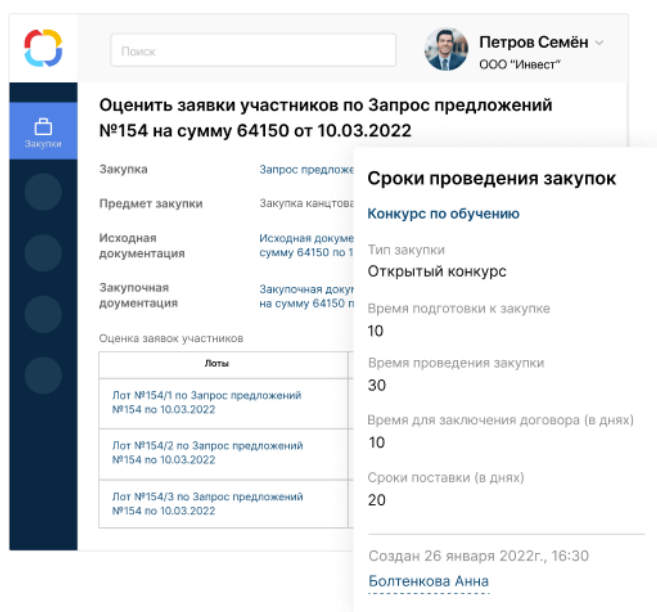 Поиск
Петров Семён
ООО "Инвест"
Закупки
Оценить заявки участников по Запрос предложений
№154 на сумму 64150 от 10.03.2022
Закупка
Запрос
Предмет закупки
Закупка
Исходная
документация
Исходная
сумму 64150 по
Закупочная
доументация
Закупочная
на сумму 64150
Оценка заявок участников
Лоты
Лот №154/1 по Запрос предложений
№154 по 10.03.2022
Лот №154/2 по Запрос предложений
№154 по 10.03.2022
Лот №154/3 по Запрос предложений
№154 по 10.03.2022
Сроки проведения закупок
Конкурс по обучению
Тип закупки
Открытый конкурс
Время подготовки к закупке
10
Время проведения закупки
30
Время для заключения договора (в днях)
10
Сроки поставки (в днях)
20
Создан 26 января 2022г., 16:30
Болтенкова Анна